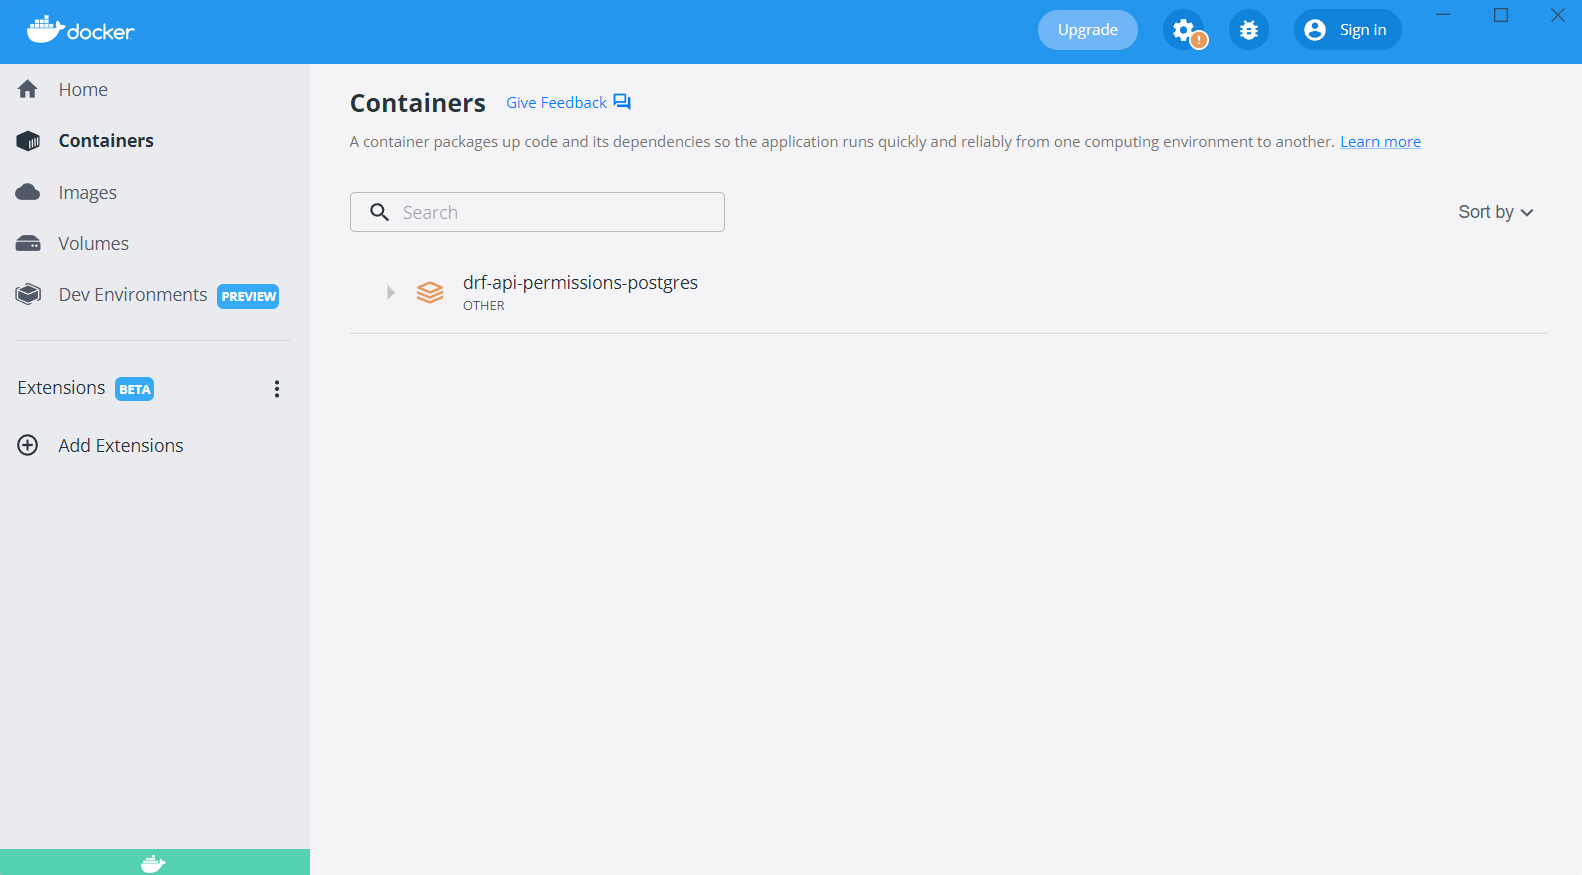 docker
Upgrade
Sign in
Home
Containers
Images
Volumes
Dev Environments PREVIEW
Extensions BETA
Add Extensions
Containers Give Feedback
A container packages up code and its dependencies so the application runs quickly and reliably from one computing environment to another. Learn more
Search
Sort by
drf-api-permissions-postgres
OTHER